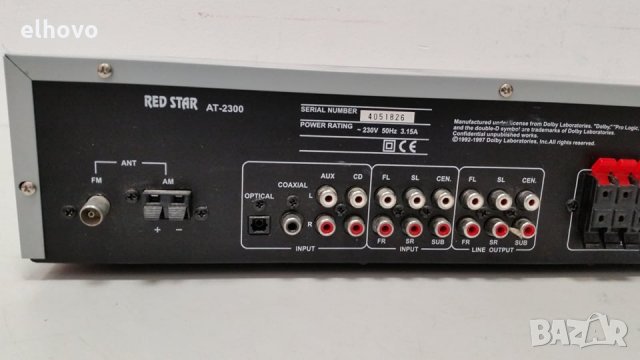 elhovo
RED STAR AT-2300
SERIAL NUMBER 4051826
POWER RATING ~ 230V 50Hz 3.15A
CE
Manufactured under license from Dolby Laboratories. "Dolby," "Pro Logic
and the double-D symbol are trademarks of Dolby Laboratories.
Confidential unpublished works.
©1992-1997 Dolby Laboratories, Inc.All rights reserved.
ANT
FM AM
+ −
OPTICAL COAXIAL AUX CD
L
R
INPUT
FL SL CEN.
FR SR SUB
INPUT
FL SL CEN.
FR SR SUB
LINE OUTPUT
BAZAR